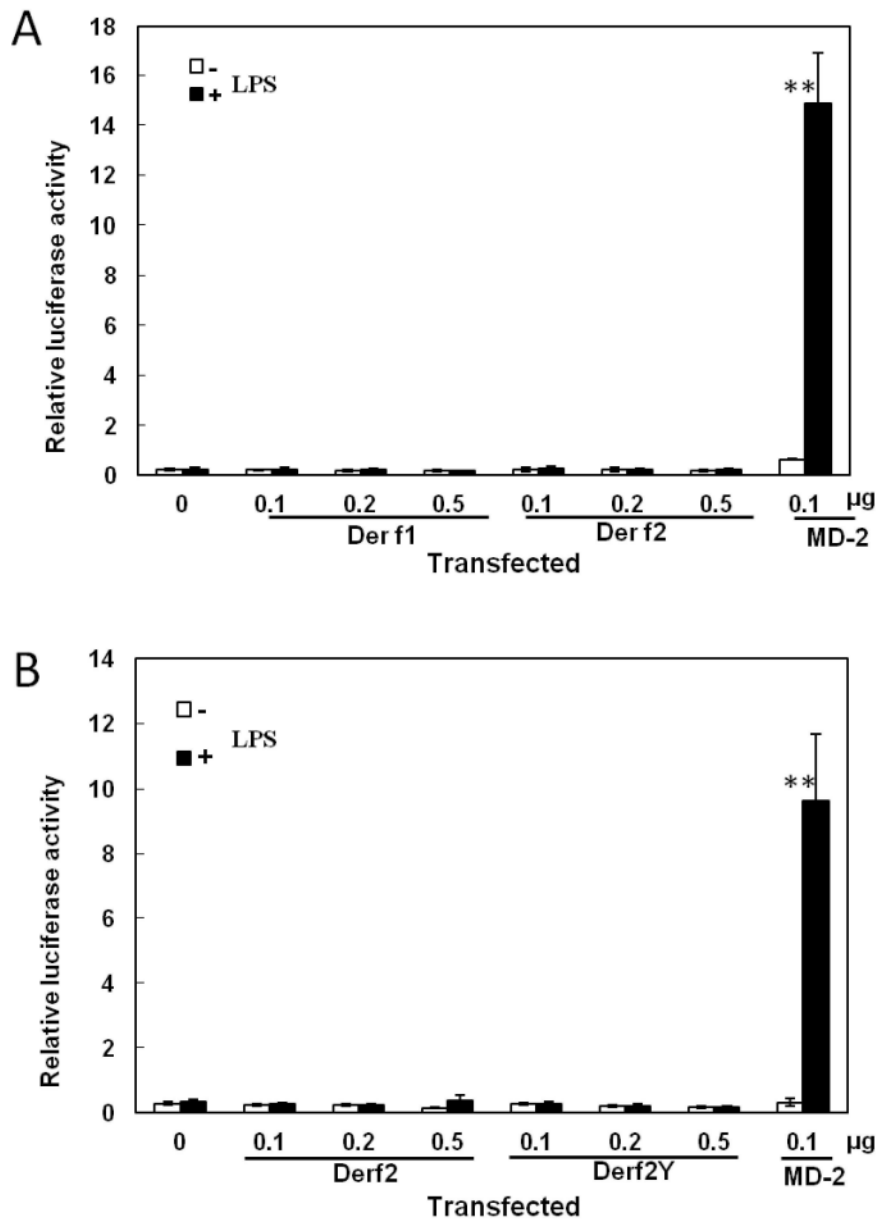 A
18
16
14
12
10
8
6
4
2
0
Relative luciferase activity
-
+ LPS
**
0 0.1 0.2 0.5 0.1 0.2 0.5 0.1 µg
Der f1 Der f2 MD-2
Transfected
B
14
12
10
8
6
4
2
0
Relative luciferase activity
-
LPS
+
**
0 0.1 0.2 0.5 0.1 0.2 0.5 0.1 µg
Derf2 Derf2Y MD-2
Transfected